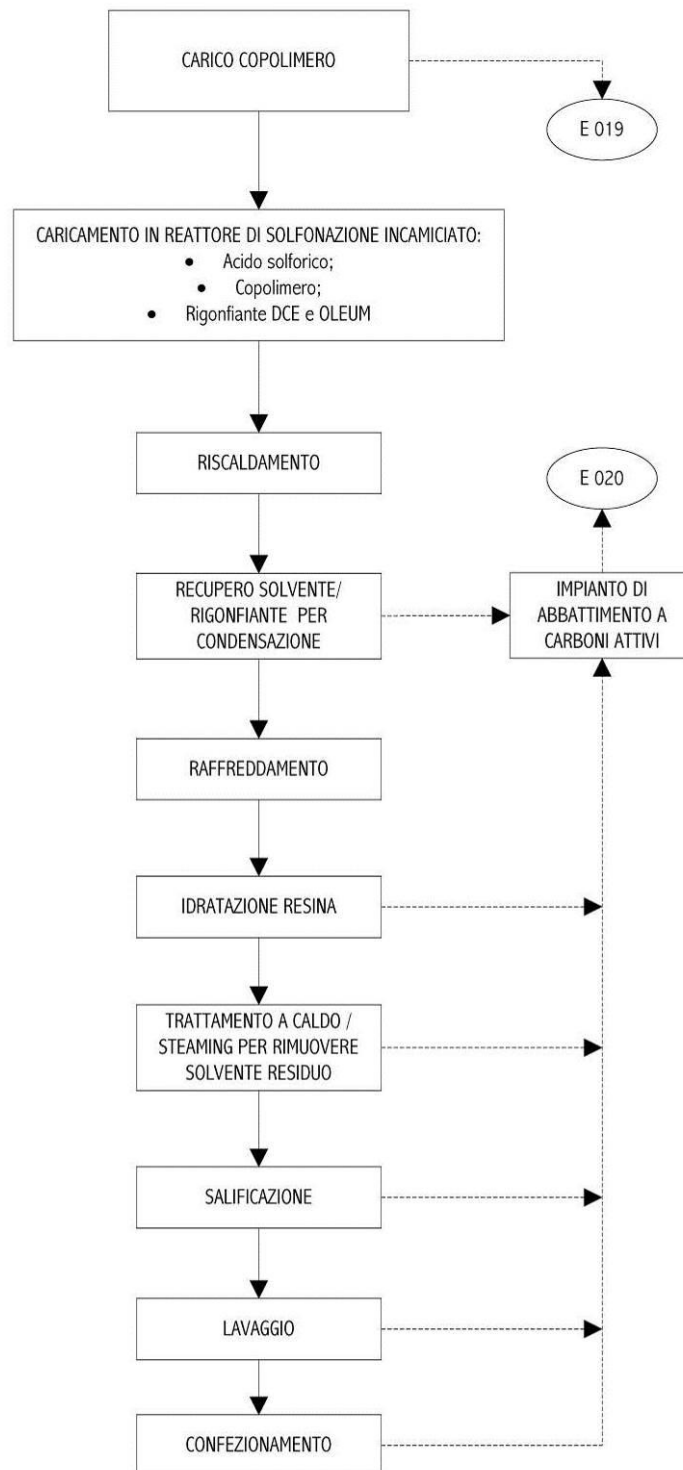 CARICO COPOLIMERO
E 019
CARICAMENTO IN REATTORE DI SOLFONAZIONE INCAMICIATO:
• Acido solforico;
• Copolimero;
• Rigonfiante DCE e OLEUM
RISCALDAMENTO
E 020
RECUPERO SOLVENTE/
RIGONFIANTE PER
CONDENSAZIONE
IMPIANTO DI
ABBATTIMENTO A
CARBONI ATTIVI
RAFFREDDAMENTO
IDRATAZIONE RESINA
TRATTAMENTO A CALDO /
STEAMING PER RIMUOVERE
SOLVENTE RESIDUO
SALIFICAZIONE
LAVAGGIO
CONFEZIONAMENTO